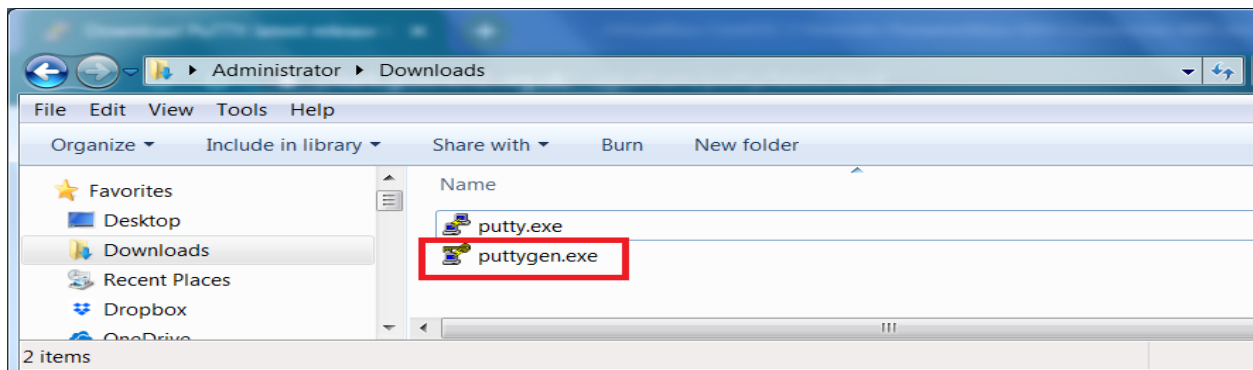 Administrator Downloads
File Edit View Tools Help
Organize Include in library Share with Burn New folder
Favorites
Desktop
Downloads
Recent Places
Dropbox
OneDrive
Name
putty.exe
puttygen.exe
2 items